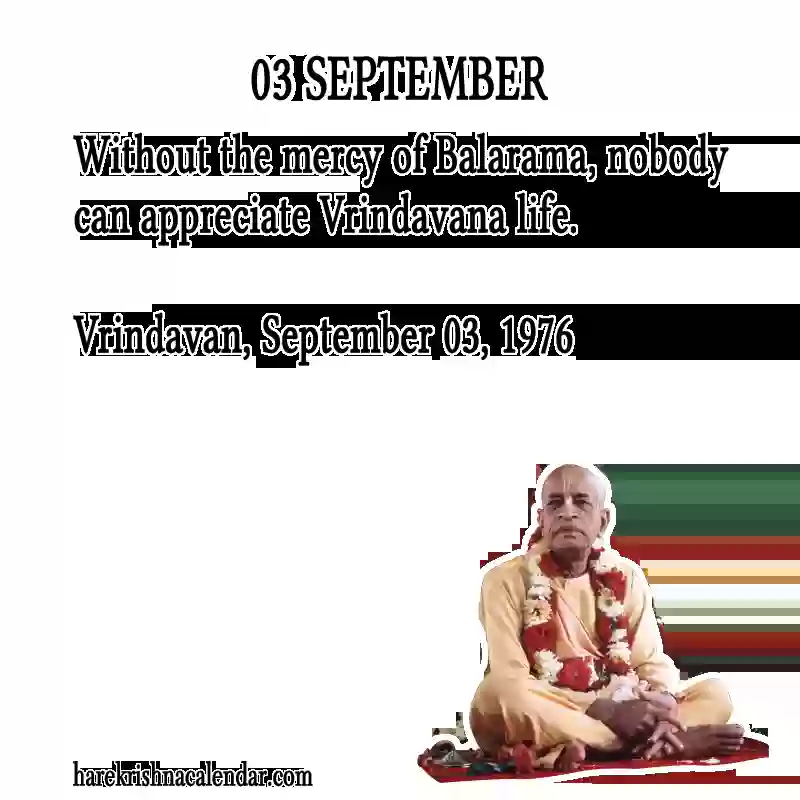 03 SEPTEMBER
Without the mercy of Balarama, nobody
can appreciate Vrindavana life.
Vrindavan, September 03, 1976
harekrishnacalendar.com